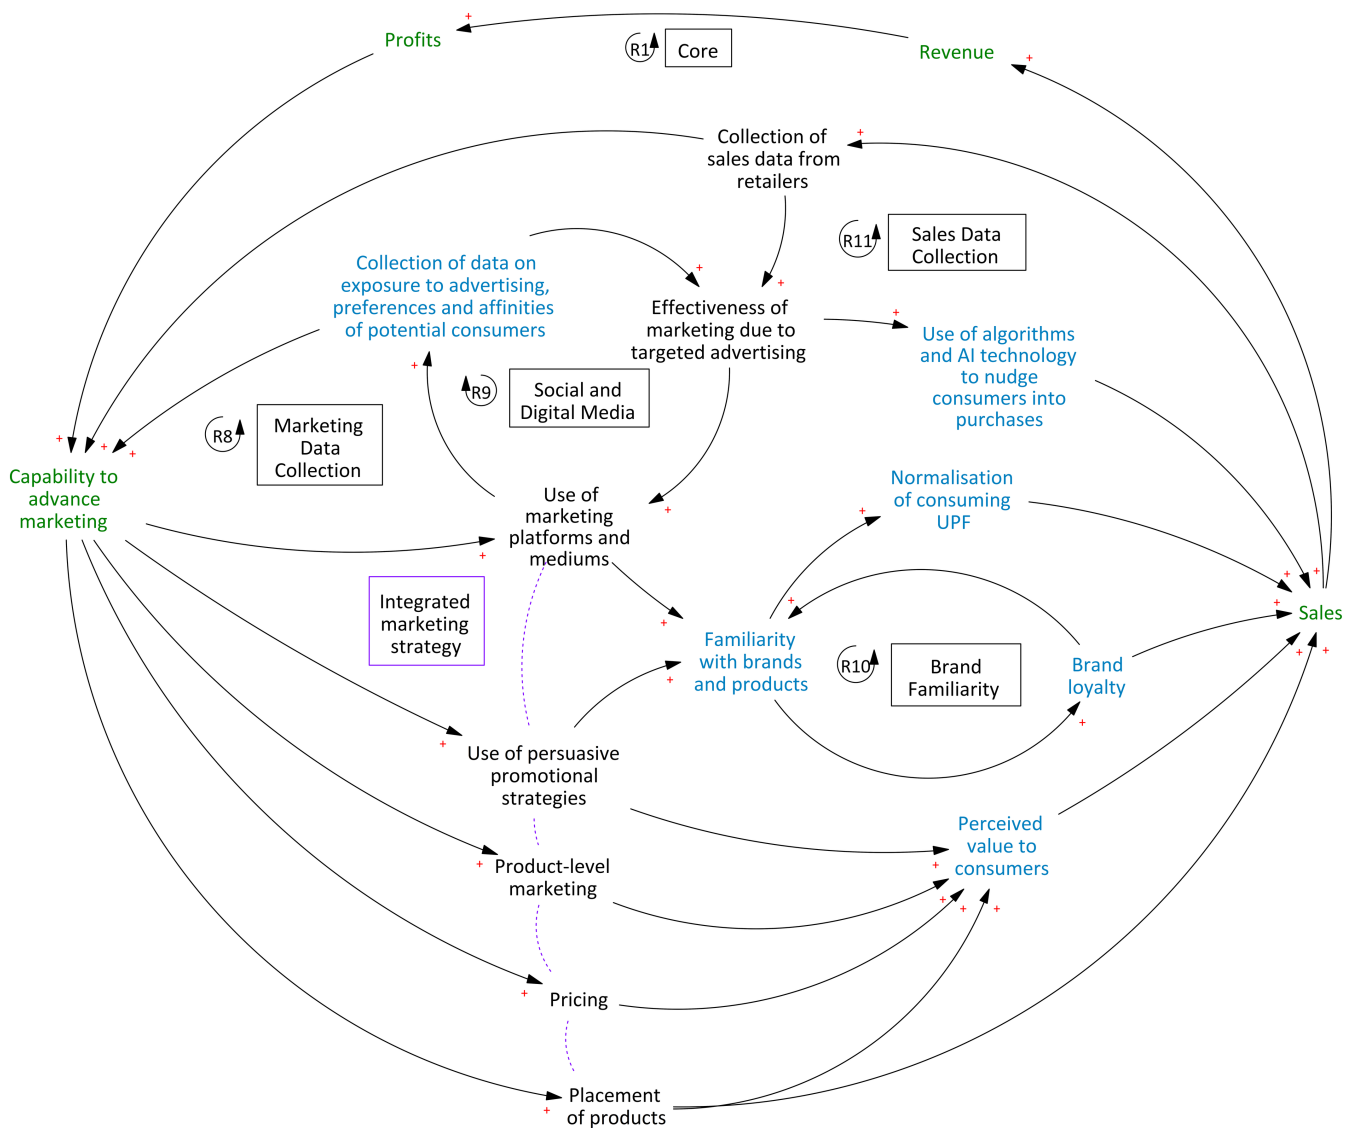 Profits
R1
Core
Revenue
Collection of
sales data from
retailers
R11
Sales Data
Collection
Collection of data on
exposure to advertising,
preferences and affinities
of potential consumers
Effectiveness of
marketing due to
targeted advertising
Use of algorithms
and AI technology
to nudge
consumers into
purchases
R9
Social and
Digital Media
R8
Marketing
Data
Collection
Capability to
advance
marketing
Use of
marketing
platforms and
mediums
Normalisation
of consuming
UPF
Integrated
marketing
strategy
Sales
Familiarity
with brands
and products
R10
Brand
Familiarity
Brand
loyalty
Use of persuasive
promotional
strategies
Perceived
value to
consumers
Product-level
marketing
Pricing
Placement
of products